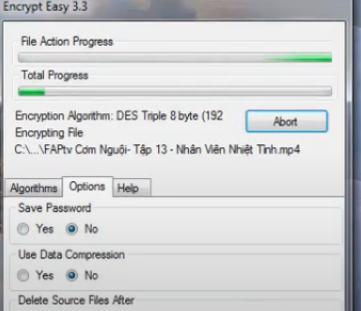 Encrypt Easy 3.3
File Action Progress
Total Progress
Encryption Algorithm: DES Triple 8 byte (192
Abort
Encrypting File
C:\...\FAPtv Cơm Nguội- Tập 13 - Nhân Viên Nhiệt Tình.mp4
Algorithms Options Help
Save Password
Yes No
Use Data Compression
Yes No
Delete Source Files After